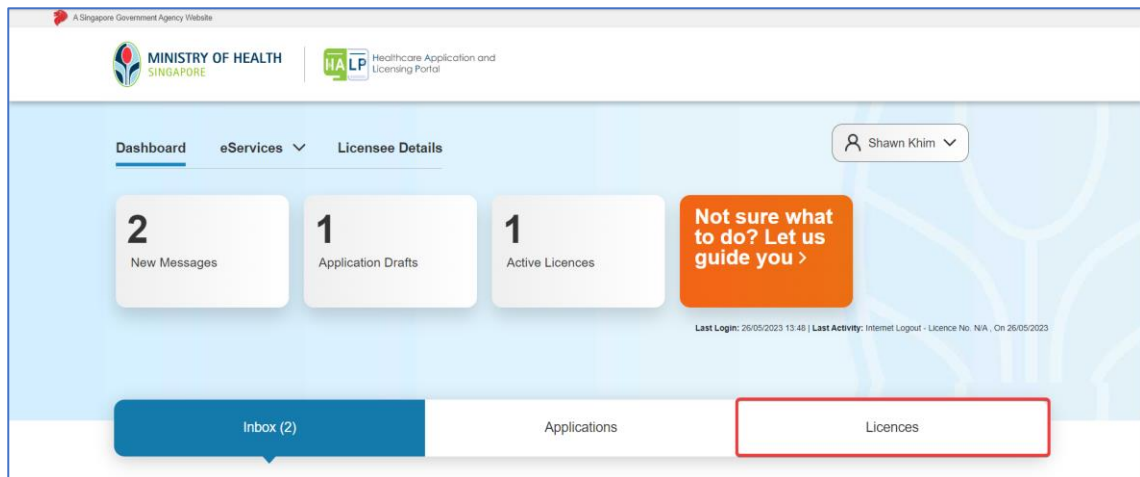 A Singapore Government Agency Website
MINISTRY OF HEALTH
SINGAPORE
HALP
Healthcare Application and
Licensing Portal
Dashboard
eServices
Licensee Details
Shawn Khim
2
New Messages
1
Application Drafts
1
Active Licences
Not sure what
to do? Let us
guide you >
Last Login: 26/05/2023 13:48 | Last Activity: Internet Logout - Licence No. N/A , On 26/05/2023
Inbox (2)
Applications
Licences